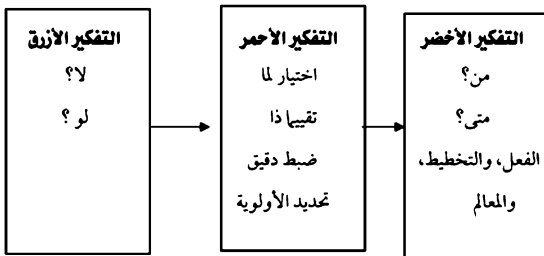 التفكير الأزرق
لا؟
لو ؟
التفكير الأحمر
اختيار لما
تقييما ذا
ضبط دقيق
تحديد الأولوية
التفكير الأخضر
من؟
متى؟
الفعل، والتخطيط،
والمعالم